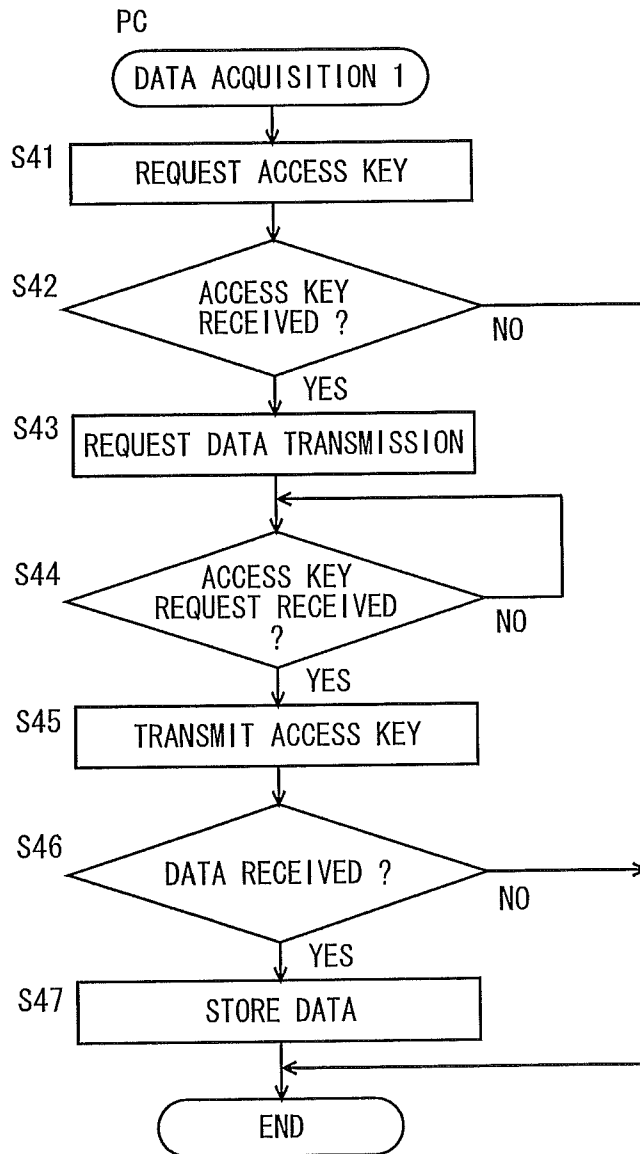 PC
DATA ACQUISITION 1
S41
REQUEST ACCESS KEY
S42
ACCESS KEY
RECEIVED ?
NO
YES
S43
REQUEST DATA TRANSMISSION
S44
ACCESS KEY
REQUEST RECEIVED
?
NO
YES
S45
TRANSMIT ACCESS KEY
S46
DATA RECEIVED ?
NO
YES
S47
STORE DATA
END